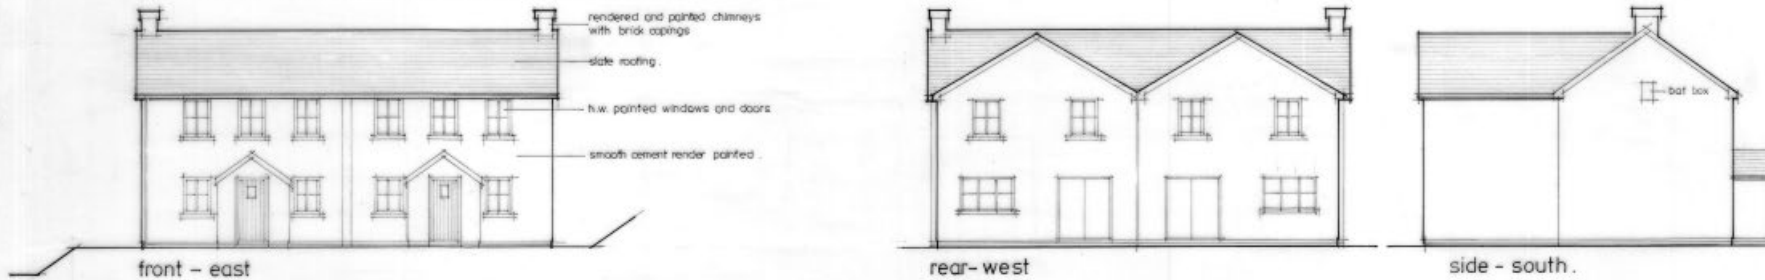 rendered and painted chimneys
with brick copings
slate roofing.
h.w. painted windows and doors
smooth cement render painted.
front - east
rear-west
bat box
side - south.